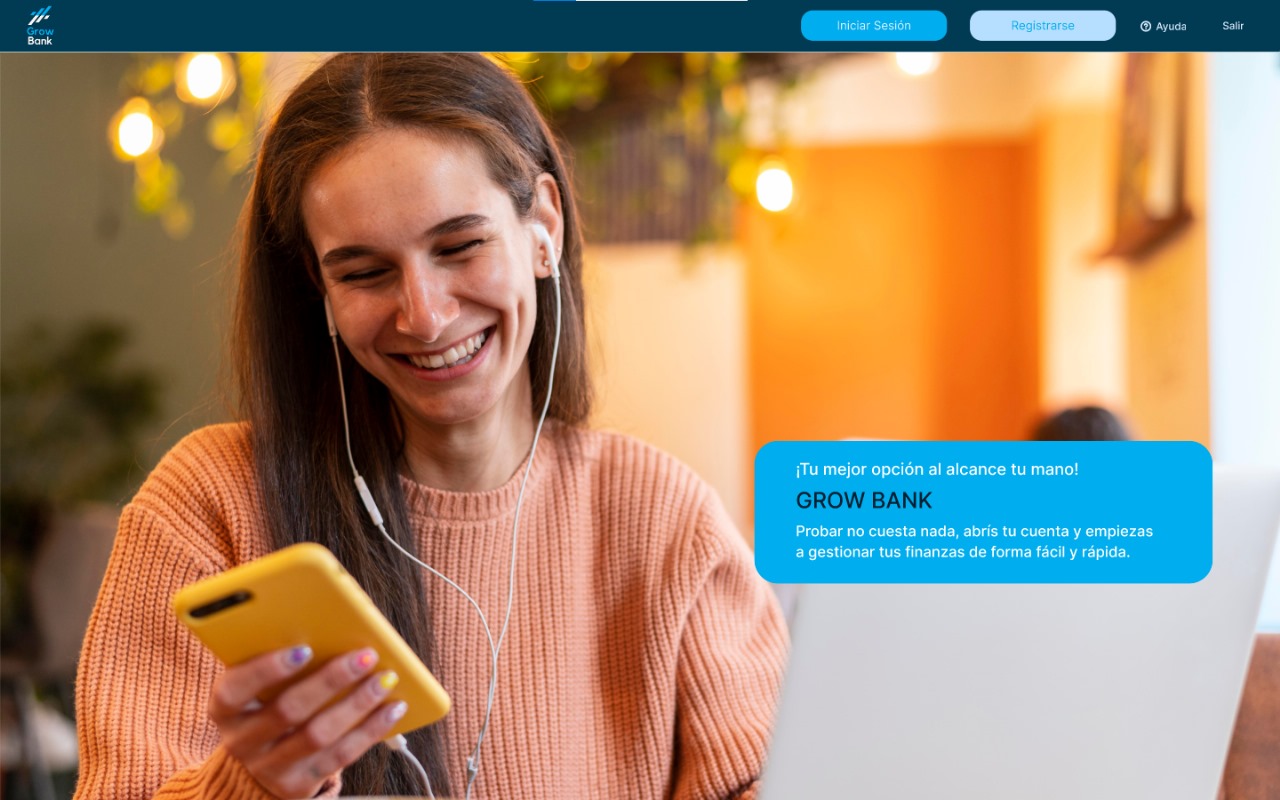 Grow
Bank
Iniciar Sesión
Registrarse
Ayuda
Salir
¡Tu mejor opción al alcance tu mano!
GROW BANK
Probar no cuesta nada, abrís tu cuenta y empiezas
a gestionar tus finanzas de forma fácil y rápida.